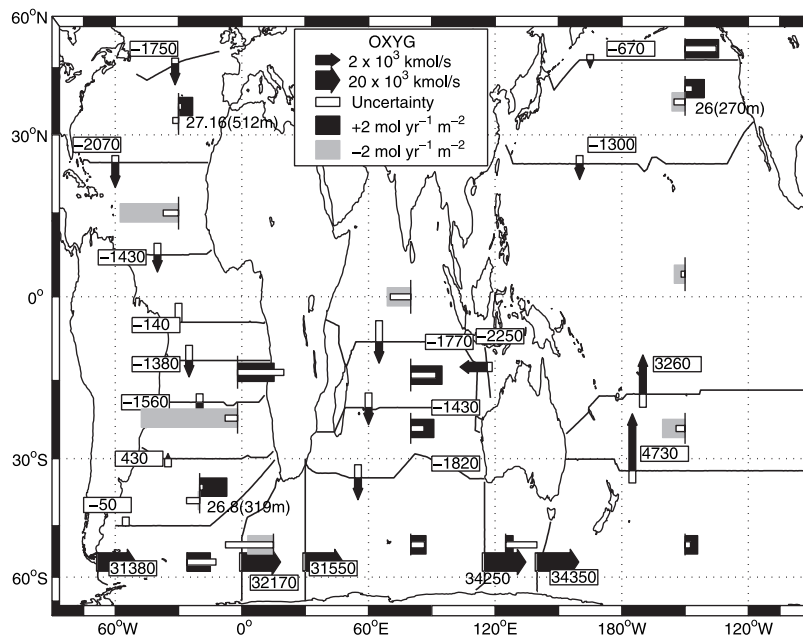 60°N
−1750
OXYG
2 x 10³ kmol/s
20 x 10³ kmol/s
Uncertainty
+2 mol yr⁻¹ m⁻²
−2 mol yr⁻¹ m⁻²
−670
26(270m)
27.16(512m)
30°N
−2070
−1300
−1430
0°
−140
−1770
−2250
−1380
3260
−1560
−1430
430
4730
30°S
−1820
−50
26.8(319m)
31380
32170
31550
34250
34350
60°S
60°W
0°
60°E
120°E
180°W
120°W